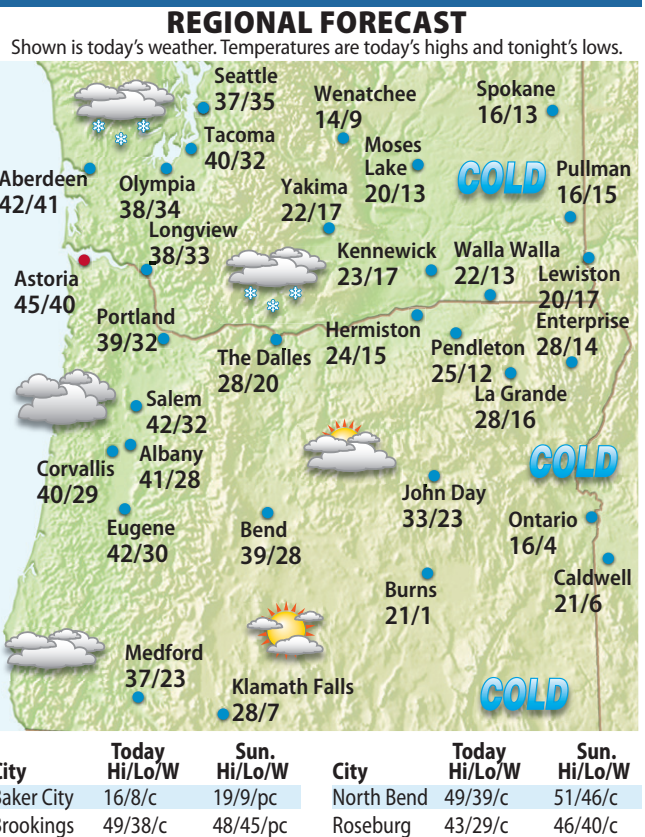 REGIONAL FORECAST
Shown is today's weather. Temperatures are today's highs and tonight's lows.
Seattle
37/35
Wenatchee
14/9
Spokane
16/13
Tacoma
40/32
Moses
Lake
20/13
COLD
Pullman
16/15
Aberdeen
42/41
Olympia
38/34
Yakima
22/17
Longview
38/33
Kennewick
23/17
Walla Walla
22/13
Lewiston
20/17
Astoria
45/40
Portland
39/32
The Dalles
28/20
Hermiston
24/15
Pendleton
25/12
Enterprise
28/14
La Grande
28/16
Salem
42/32
Albany
41/28
Corvallis
40/29
COLD
John Day
33/23
Eugene
42/30
Bend
39/28
Ontario
16/4
Burns
21/1
Caldwell
21/6
Medford
37/23
Klamath Falls
28/7
COLD
Today Sun.
City Hi/Lo/W Hi/Lo/W
Baker City 16/8/c 19/9/pc
Brookings 49/38/c 48/45/pc
Today Sun.
City Hi/Lo/W Hi/Lo/W
North Bend 49/39/c 51/46/c
Roseburg 43/29/c 46/40/c